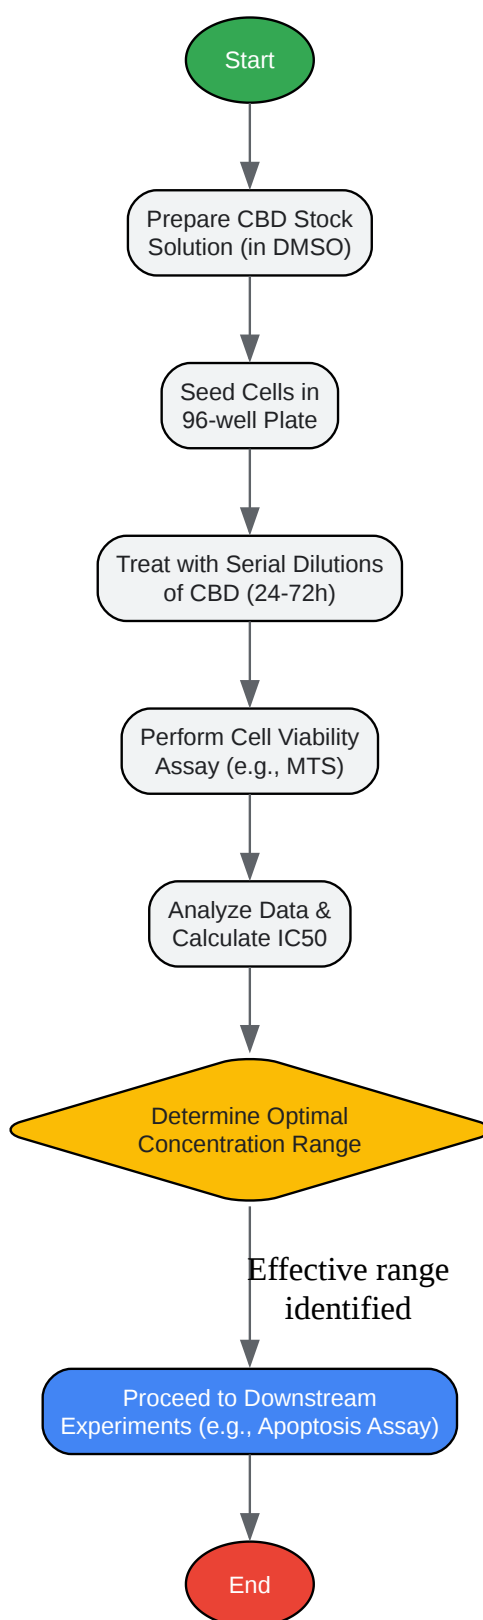 Start
Prepare CBD Stock
Solution (in DMSO)
Seed Cells in
96-well Plate
Treat with Serial Dilutions
of CBD (24-72h)
Perform Cell Viability
Assay (e.g., MTS)
Analyze Data &
Calculate IC50
Determine Optimal
Concentration Range
Effective range
identified
Proceed to Downstream
Experiments (e.g., Apoptosis Assay)
End